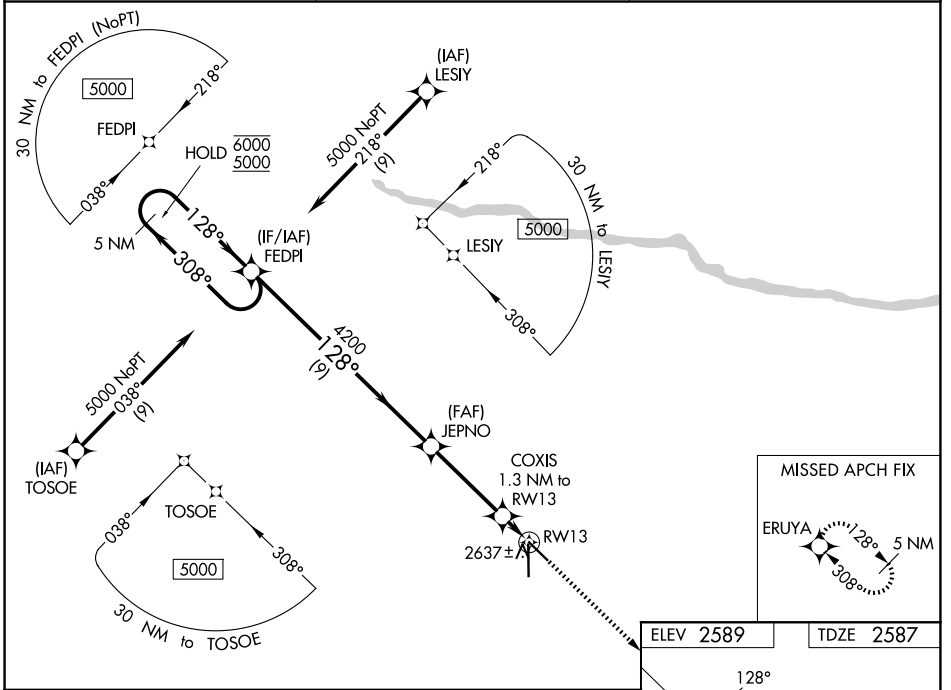 30 NM to FEDPI (NoPT)
5000
218°
FEDPI
038°
HOLD 6000
5000
5 NM
128°
308°
(IF/IAF)
FEDPI
(IAF)
LESIY
5000 NoPT
218°
(9)
218°
30 NM to LESIY
5000
LESIY
308°
4200
128°
(9)
5000 NoPT
038°
(9)
(IAF)
TOSOE
(FAF)
JEPNO
COXIS
1.3 NM to
RW13
RW13
2637±
038°
TOSOE
308°
5000
30 NM to TOSOE
MISSED APCH FIX
ERUYA
128°
5 NM
308°
ELEV 2589
TDZE 2587
128°